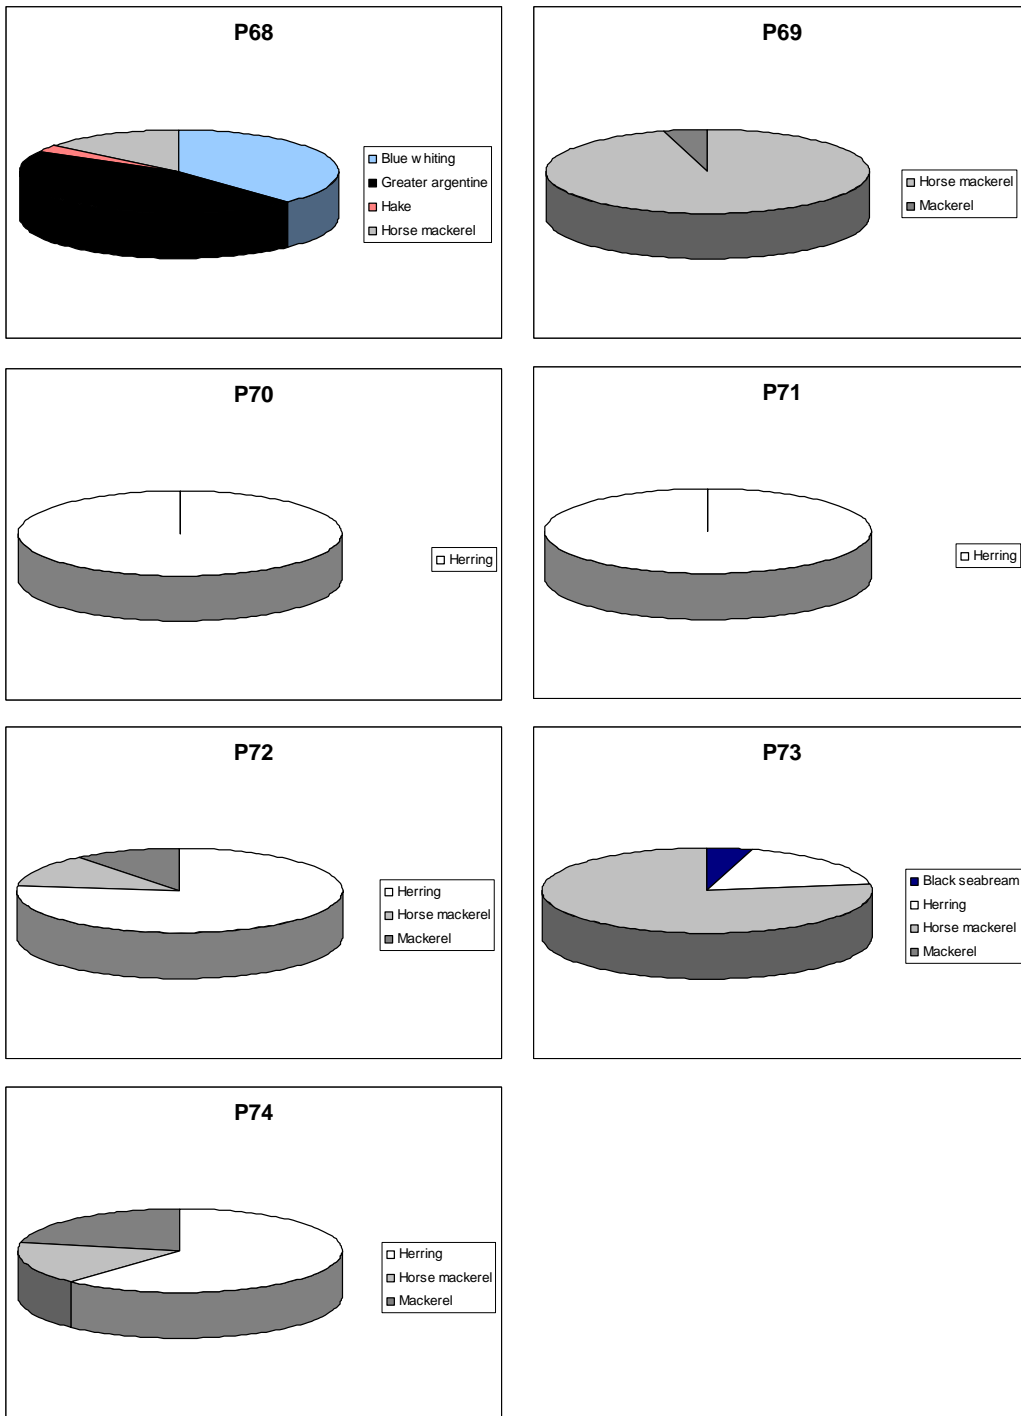 P68
Blue whiting
Greater argentine
Hake
Horse mackerel
P69
Horse mackerel
Mackerel
P70
Herring
P71
Herring
P72
Herring
Horse mackerel
Mackerel
P73
Black seabream
Herring
Horse mackerel
Mackerel
P74
Herring
Horse mackerel
Mackerel